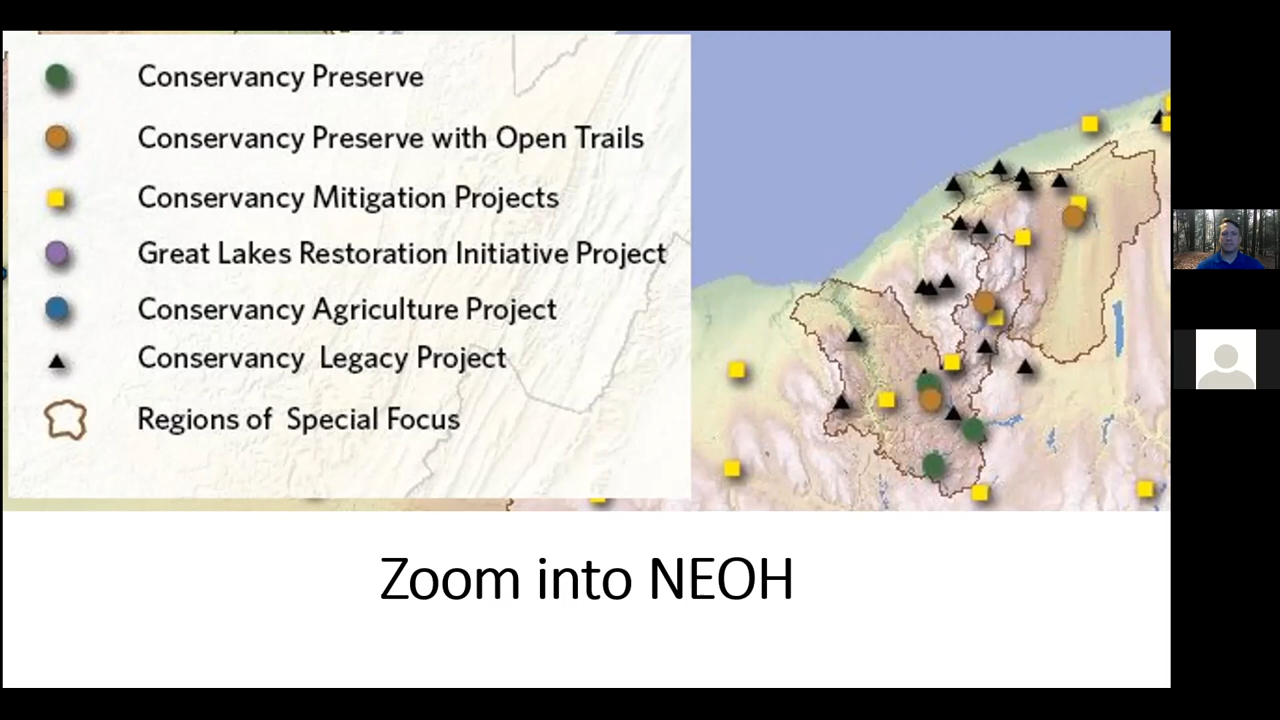 Conservancy Preserve
Conservancy Preserve with Open Trails
Conservancy Mitigation Projects
Great Lakes Restoration Initiative Project
Conservancy Agriculture Project
Conservancy Legacy Project
Regions of Special Focus
Zoom into NEOH